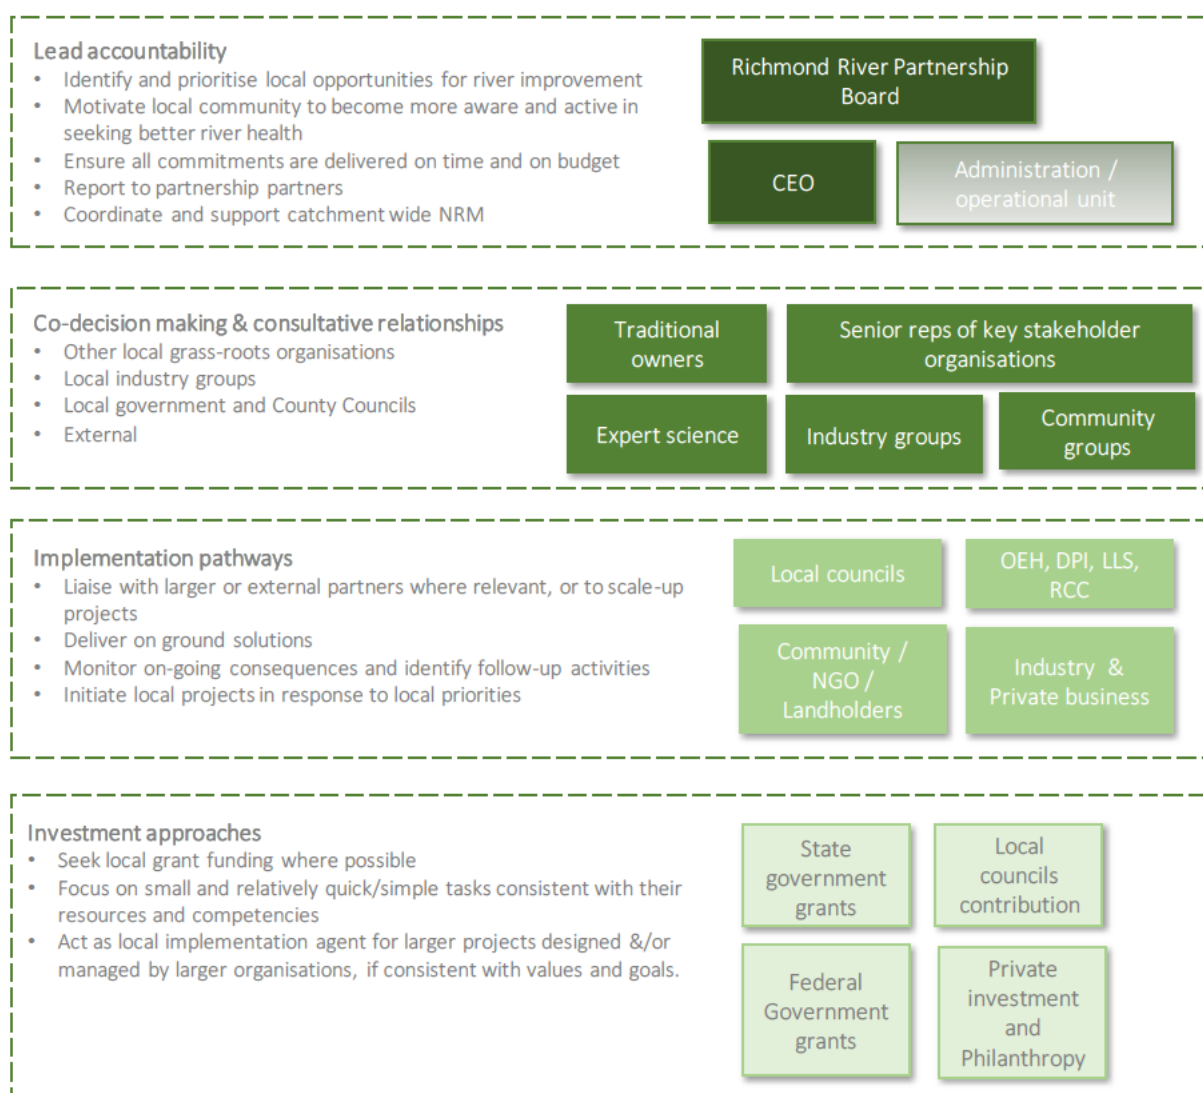 Lead accountability
• Identify and prioritise local opportunities for river improvement
• Motivate local community to become more aware and active in
seeking better river health
• Ensure all commitments are delivered on time and on budget
• Report to partnership partners
• Coordinate and support catchment wide NRM
Richmond River Partnership
Board
CEO
Administration /
operational unit
Co-decision making & consultative relationships
• Other local grass-roots organisations
• Local industry groups
• Local government and County Councils
• External
Traditional
owners
Senior reps of key stakeholder
organisations
Expert science
Industry groups
Community
groups
Implementation pathways
• Liaise with larger or external partners where relevant, or to scale-up
projects
• Deliver on ground solutions
• Monitor on-going consequences and identify follow-up activities
• Initiate local projects in response to local priorities
Local councils
OEH, DPI, LLS,
RCC
Community /
NGO /
Landholders
Industry &
Private business
Investment approaches
• Seek local grant funding where possible
• Focus on small and relatively quick/simple tasks consistent with their
resources and competencies
• Act as local implementation agent for larger projects designed &/or
managed by larger organisations, if consistent with values and goals.
State
government
grants
Local
councils
contribution
Federal
Government
grants
Private
investment
and
Philanthropy